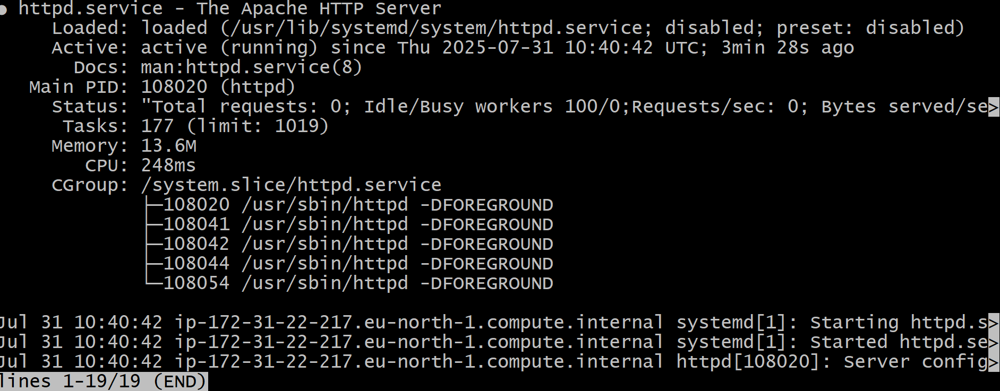 ● httpd.service - The Apache HTTP Server
     Loaded: loaded (/usr/lib/systemd/system/httpd.service; disabled; preset: disabled)
     Active: active (running) since Thu 2025-07-31 10:40:42 UTC; 3min 28s ago
       Docs: man:httpd.service(8)
   Main PID: 108020 (httpd)
     Status: "Total requests: 0; Idle/Busy workers 100/0;Requests/sec: 0; Bytes served/se>
      Tasks: 177 (limit: 1019)
     Memory: 13.6M
        CPU: 248ms
     CGroup: /system.slice/httpd.service
             ├─108020 /usr/sbin/httpd -DFOREGROUND
             ├─108041 /usr/sbin/httpd -DFOREGROUND
             ├─108042 /usr/sbin/httpd -DFOREGROUND
             ├─108044 /usr/sbin/httpd -DFOREGROUND
             └─108054 /usr/sbin/httpd -DFOREGROUND

Jul 31 10:40:42 ip-172-31-22-217.eu-north-1.compute.internal systemd[1]: Starting httpd.s>
Jul 31 10:40:42 ip-172-31-22-217.eu-north-1.compute.internal systemd[1]: Started httpd.se>
Jul 31 10:40:42 ip-172-31-22-217.eu-north-1.compute.internal httpd[108020]: Server config>
lines 1-19/19 (END)